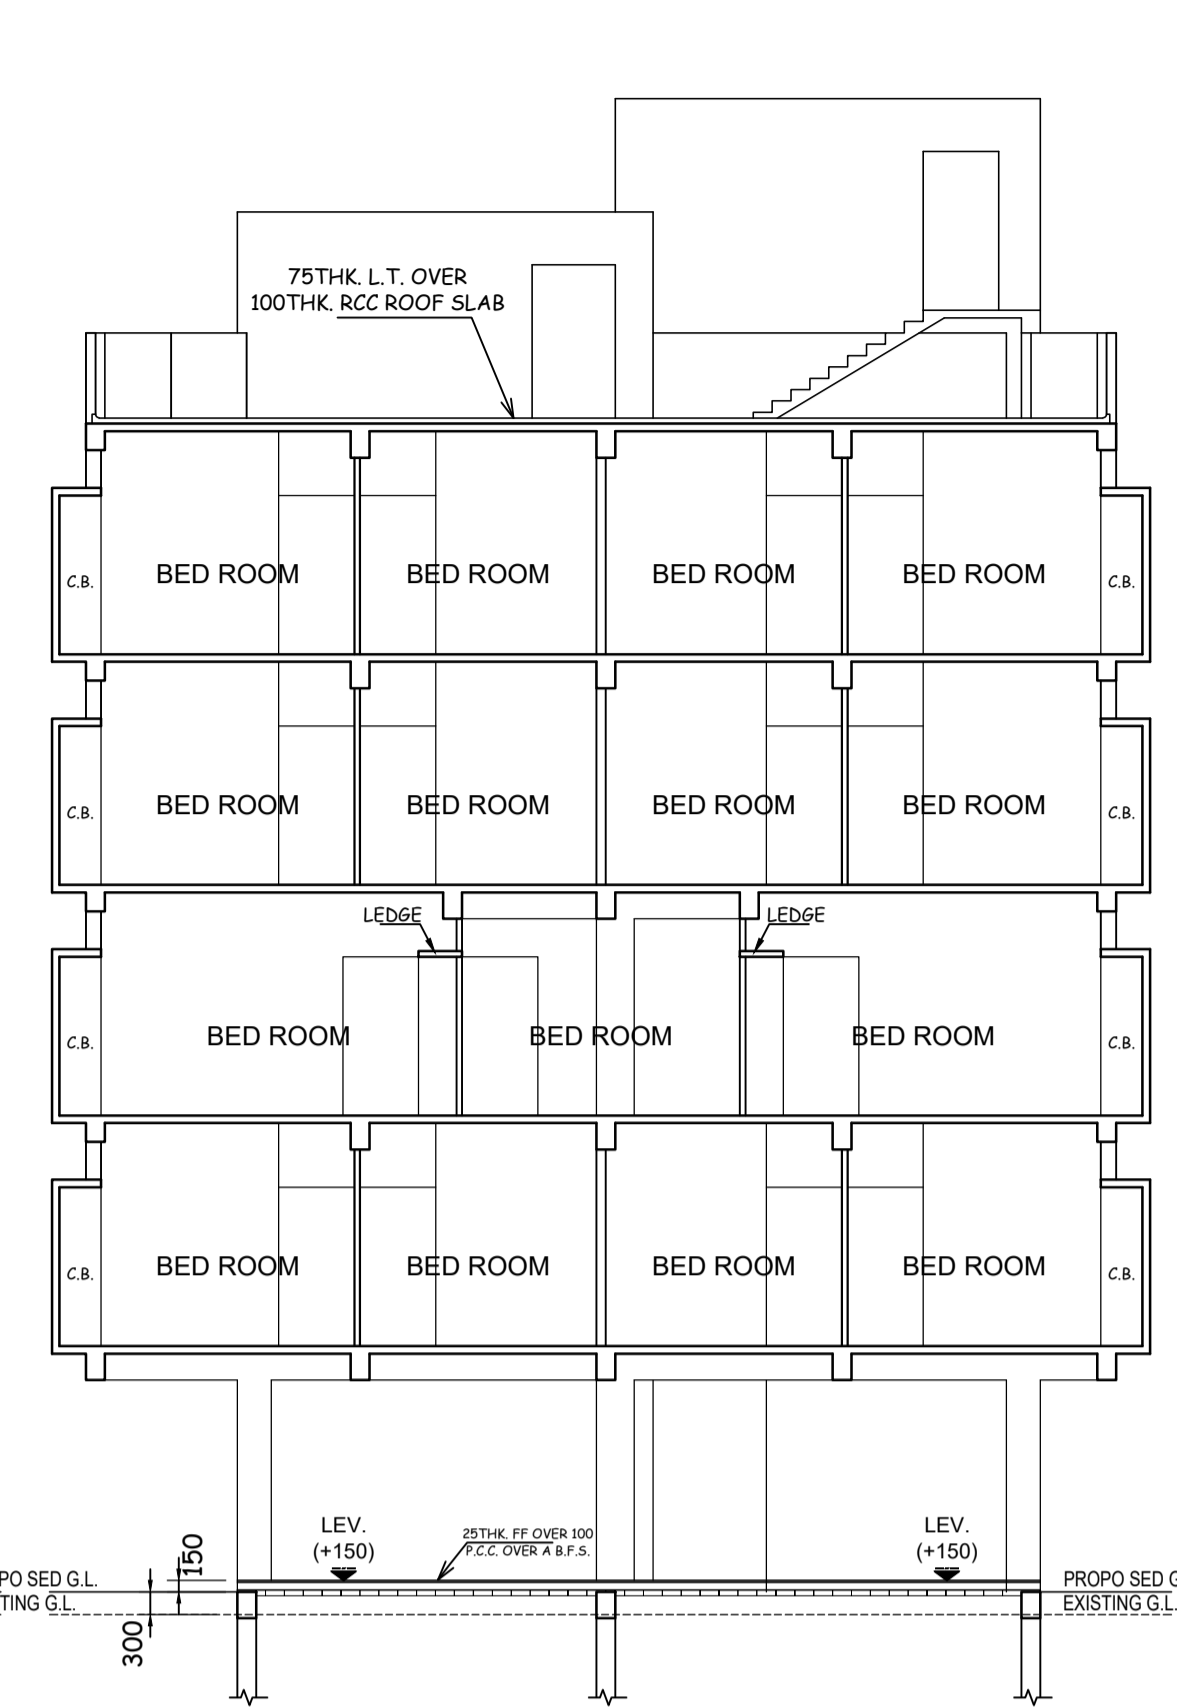 75THK. L.T. OVER
100THK. RCC ROOF SLAB
C.B. BED ROOM BED ROOM BED ROOM BED ROOM C.B.
C.B. BED ROOM BED ROOM BED ROOM BED ROOM C.B.
LEDGE LEDGE
C.B. BED ROOM BED ROOM BED ROOM C.B.
C.B. BED ROOM BED ROOM BED ROOM BED ROOM C.B.
LEV. LEV.
(+150) (+150)
25THK. FF OVER 100
P.C.C. OVER A B.F.S.
150
PO SED G.L. PROPO SED G
TING G.L. EXISTING G.L.
300